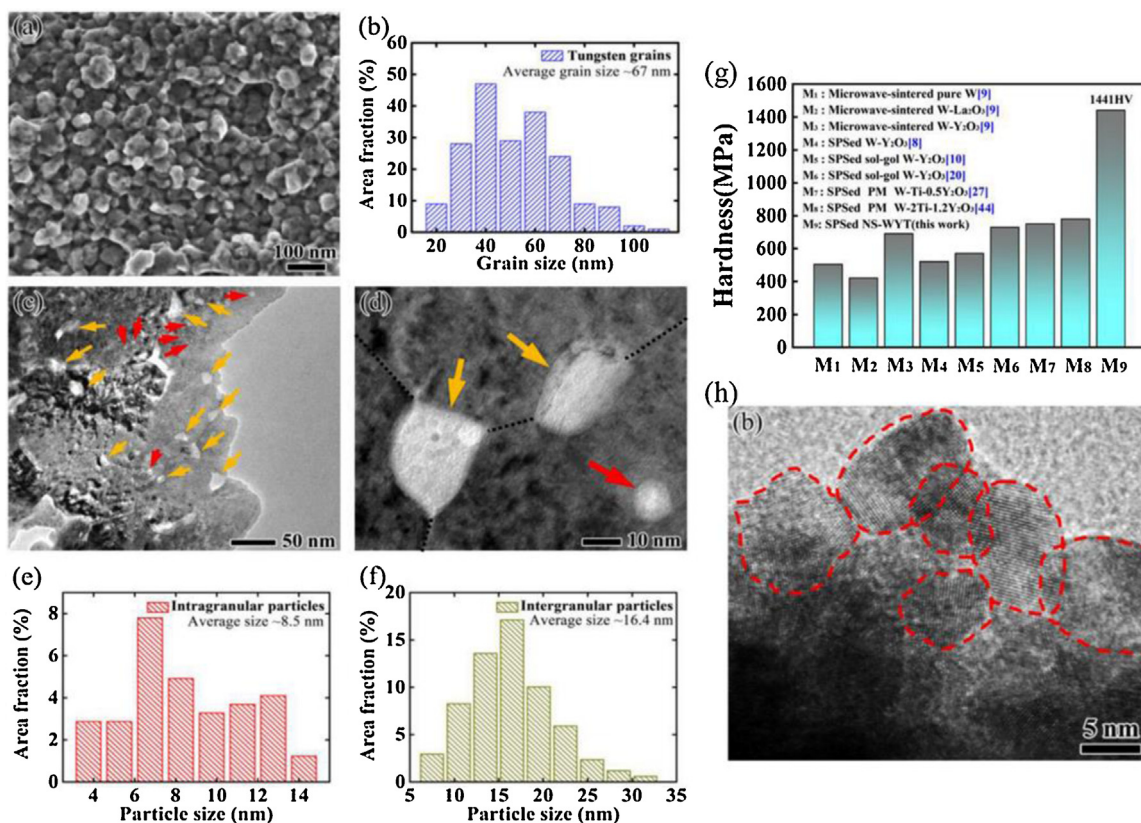 (a)
100 nm
(b)
Area fraction (%)
60
50
40
30
20
10
0
Tungsten grains
Average grain size ~67 nm
20 40 60 80 100
Grain size (nm)
(c)
50 nm
(d)
10 nm
(e)
Area fraction (%)
8
6
4
2
0
Intragranular particles
Average size ~8.5 nm
4 6 8 10 12 14
Particle size (nm)
(f)
Area fraction (%)
20
15
10
5
0
Intergranular particles
Average size ~16.4 nm
5 10 15 20 25 30 35
Particle size (nm)
(g)
Hardness(MPa)
1600
1400
1200
1000
800
600
400
200
0
M₁ : Microwave-sintered pure W[9]
M₂ : Microwave-sintered W-La₂O₃[9]
M₃ : Microwave-sintered W-Y₂O₃[9]
M₄ : SPSed W-Y₂O₃[8]
M₅ : SPSed sol-gol W-Y₂O₃[10]
M₆ : SPSed sol-gol W-Y₂O₃[20]
M₇ : SPSed PM W-Ti-0.5Y₂O₃[27]
M₈ : SPSed PM W-2Ti-1.2Y₂O₃[44]
M₉: SPSed NS-WYT(this work)
1441HV
M1 M2 M3 M4 M5 M6 M7 M8 M9
(h)
(b)
5 nm